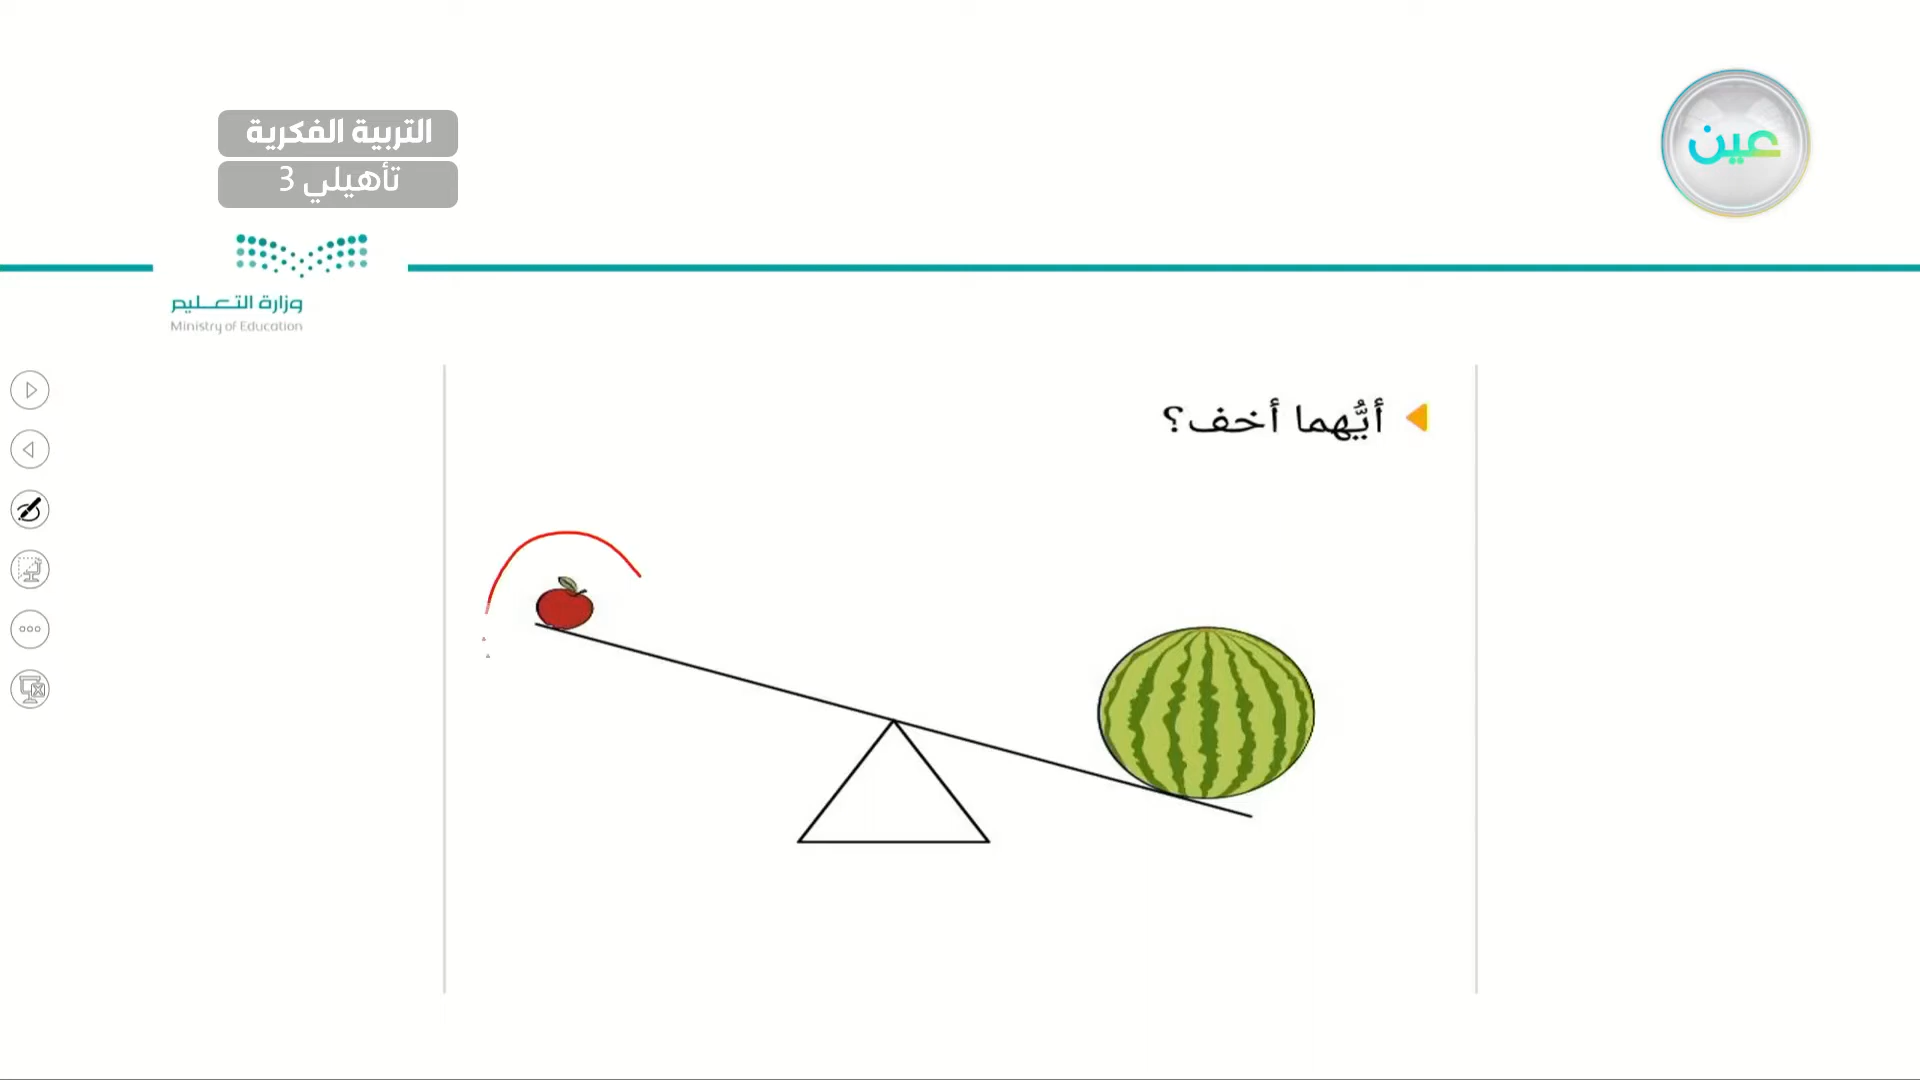 التربية الفكرية
تأهيلي 3
عين
وزارة التعليم
Ministry of Education
أيُّهما أخف؟